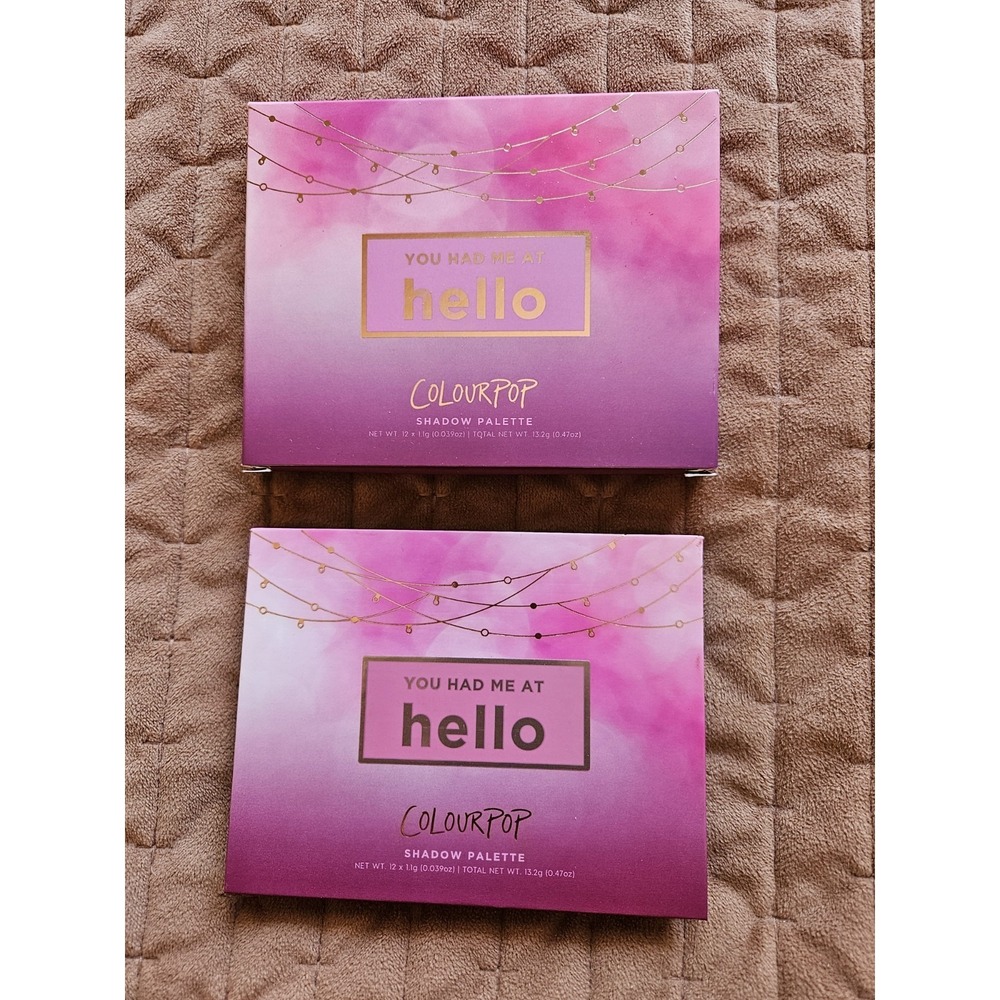 YOU HAD ME AT
hello
COLOURPOP
SHADOW PALETTE
NET WT. 12 x 1.1g (0.039oz) | TOTAL NET WT. 13.2g (0.47oz)
YOU HAD ME AT
hello
COLOURPOP
SHADOW PALETTE
NET WT. 12 x 1.1g (0.039oz) | TOTAL NET WT. 13.2g (0.47oz)